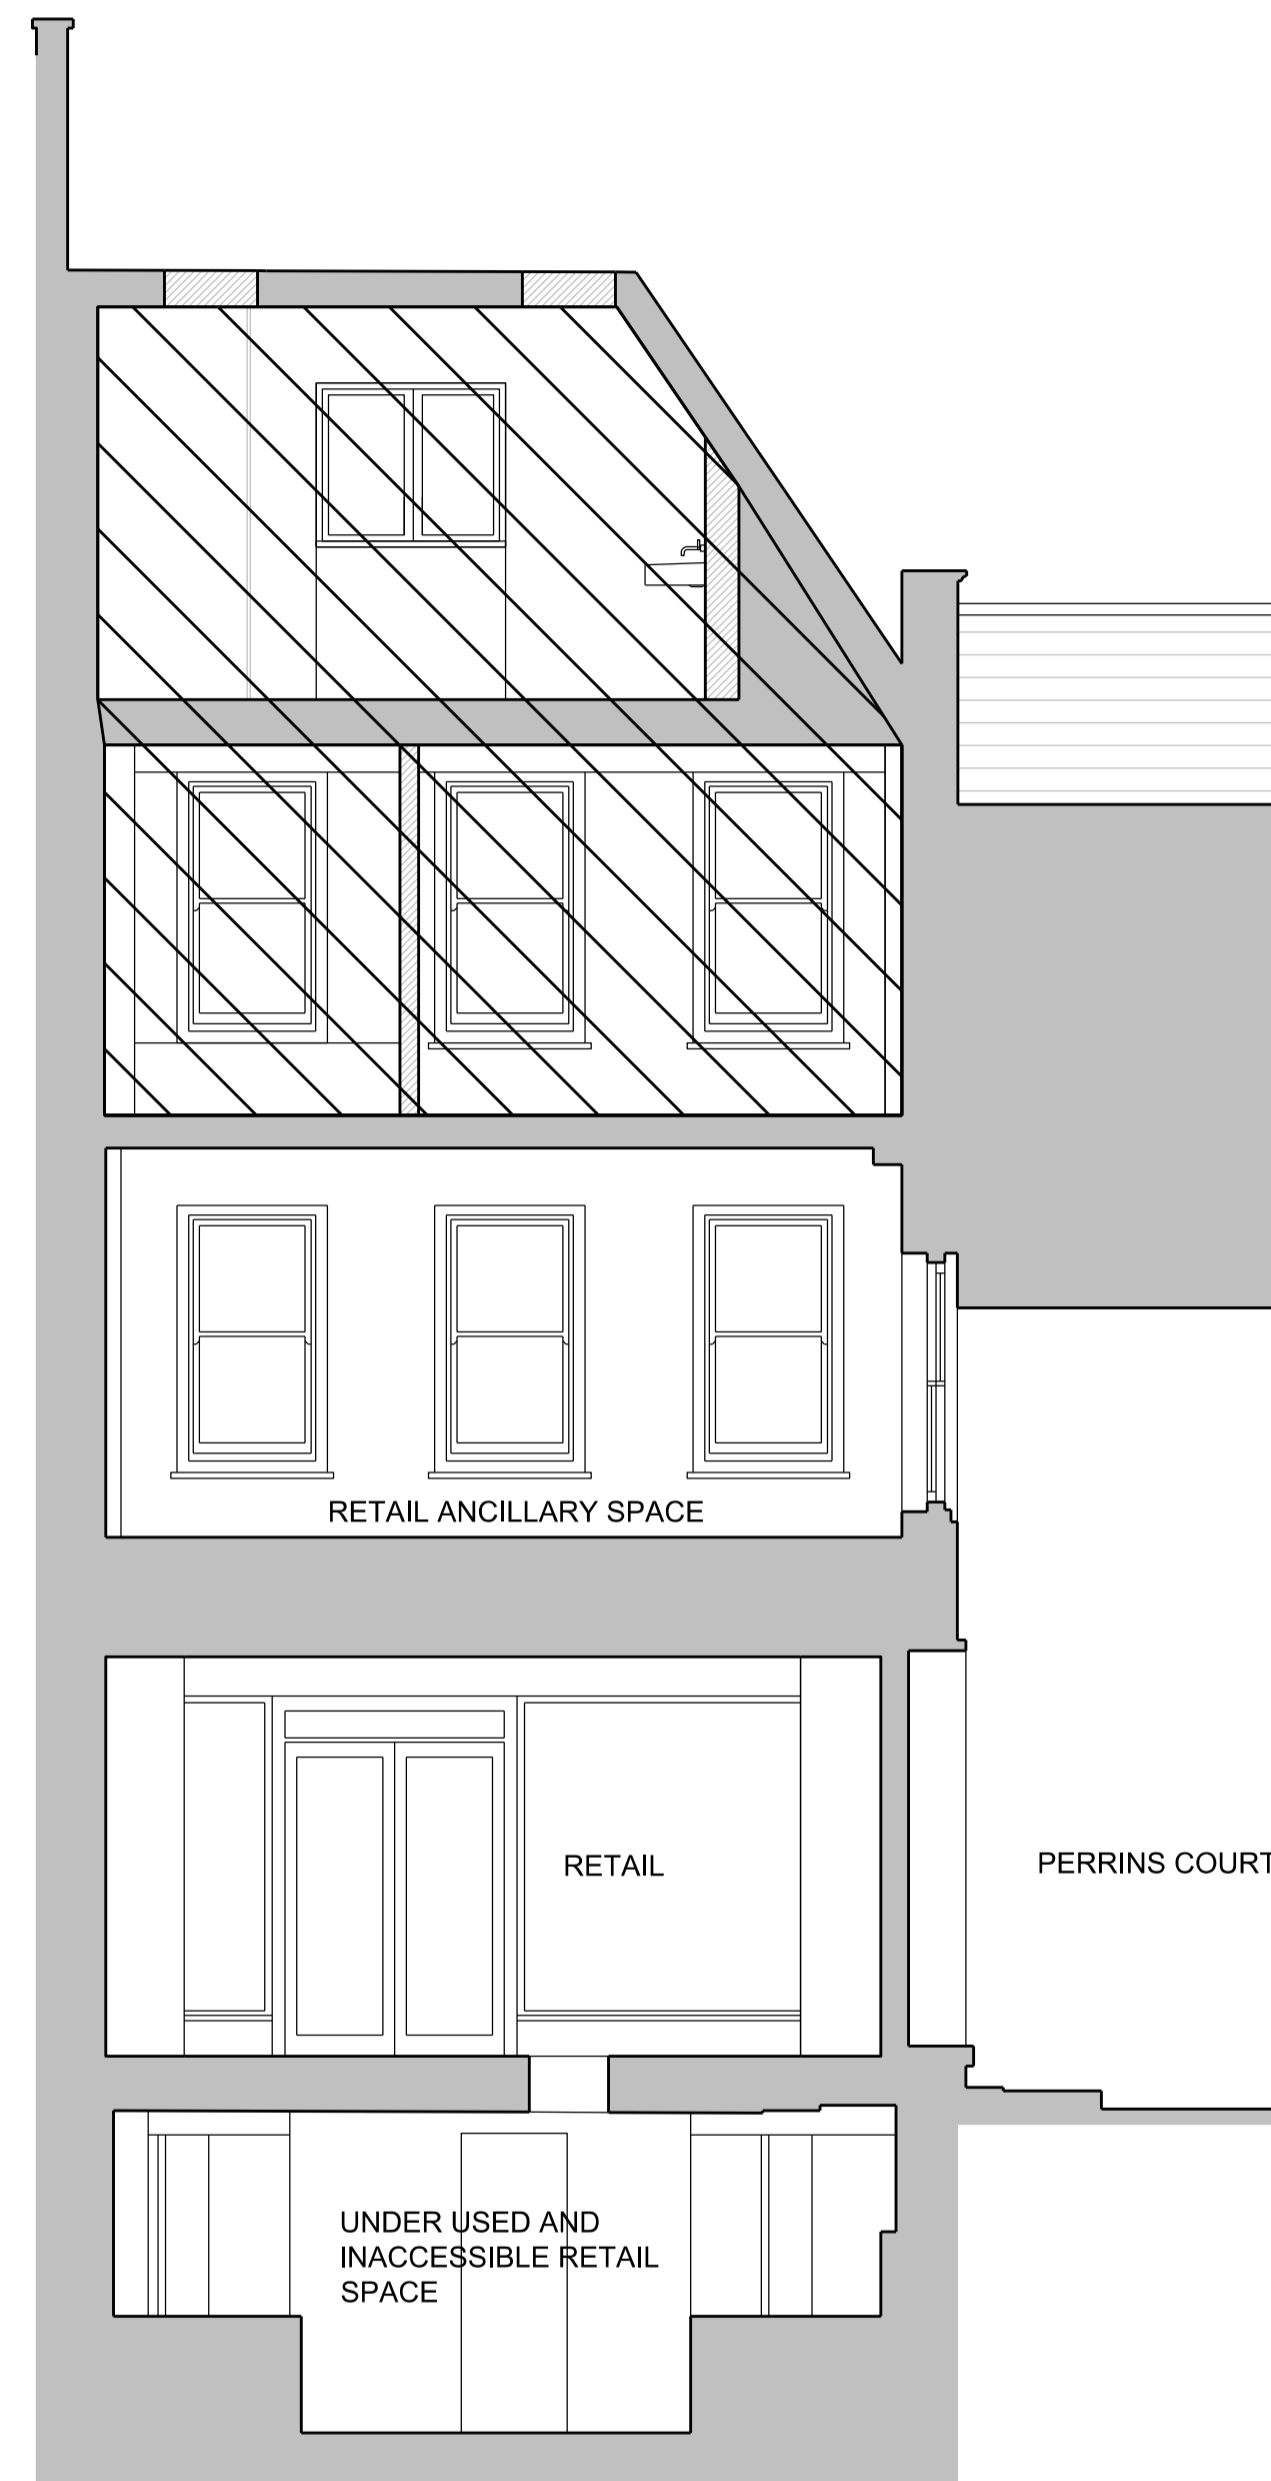 RETAIL ANCILLARY SPACE
RETAIL
PERRINS COURT
UNDER USED AND
INACCESSIBLE RETAIL
SPACE